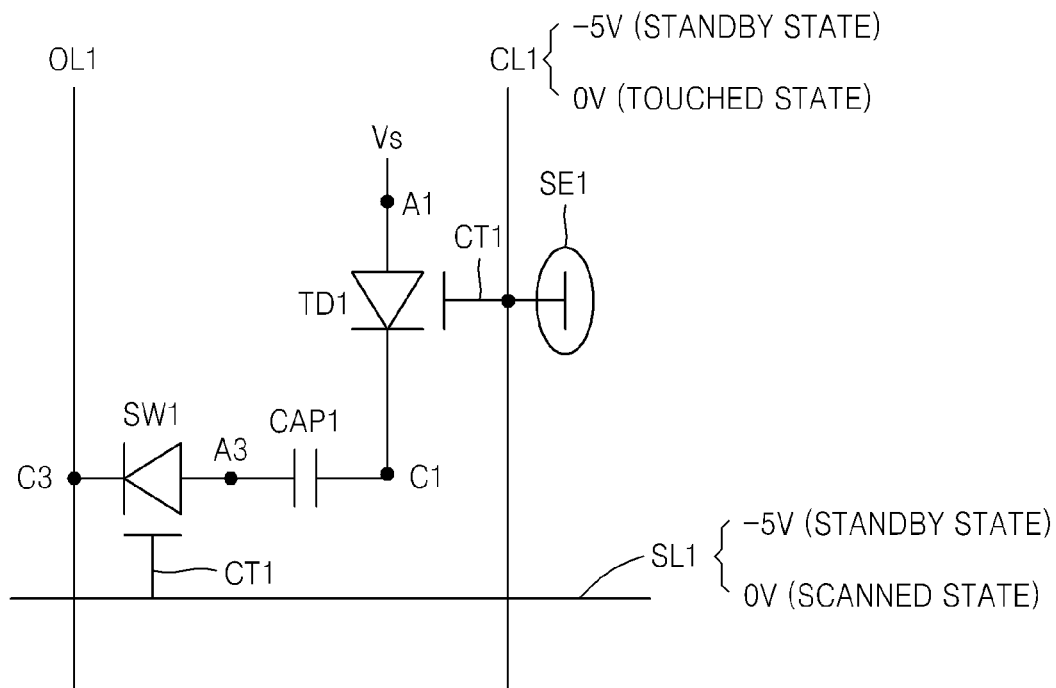 −5V (STANDBY STATE)
OL1
CL1
0V (TOUCHED STATE)
Vs
A1
SE1
CT1
TD1
SW1
CAP1
A3
C3
C1
−5V (STANDBY STATE)
SL1
CT1
0V (SCANNED STATE)